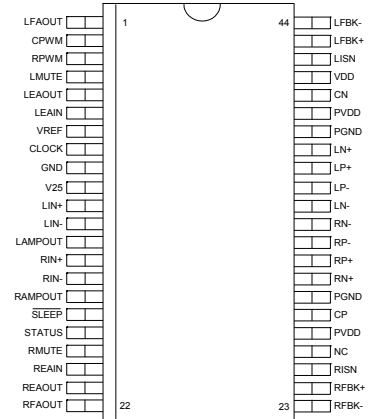 LFAOUT 1 44 LFBK-
CPWM LFBK+
RPWM LISN
LMUTE VDD
LEAOUT CN
LEAIN PVDD
VREF PGND
CLOCK LN+
GND LP+
V25 LP-
LIN+ LN-
LIN- RN-
LAMPOUT RP-
RIN+ RP+
RIN- RN+
RAMPOUT PGND
SLEEP CP
STATUS PVDD
RMUTE NC
REAIN RISN
REAOUT RFBK+
RFAOUT 22 23 RFBK-